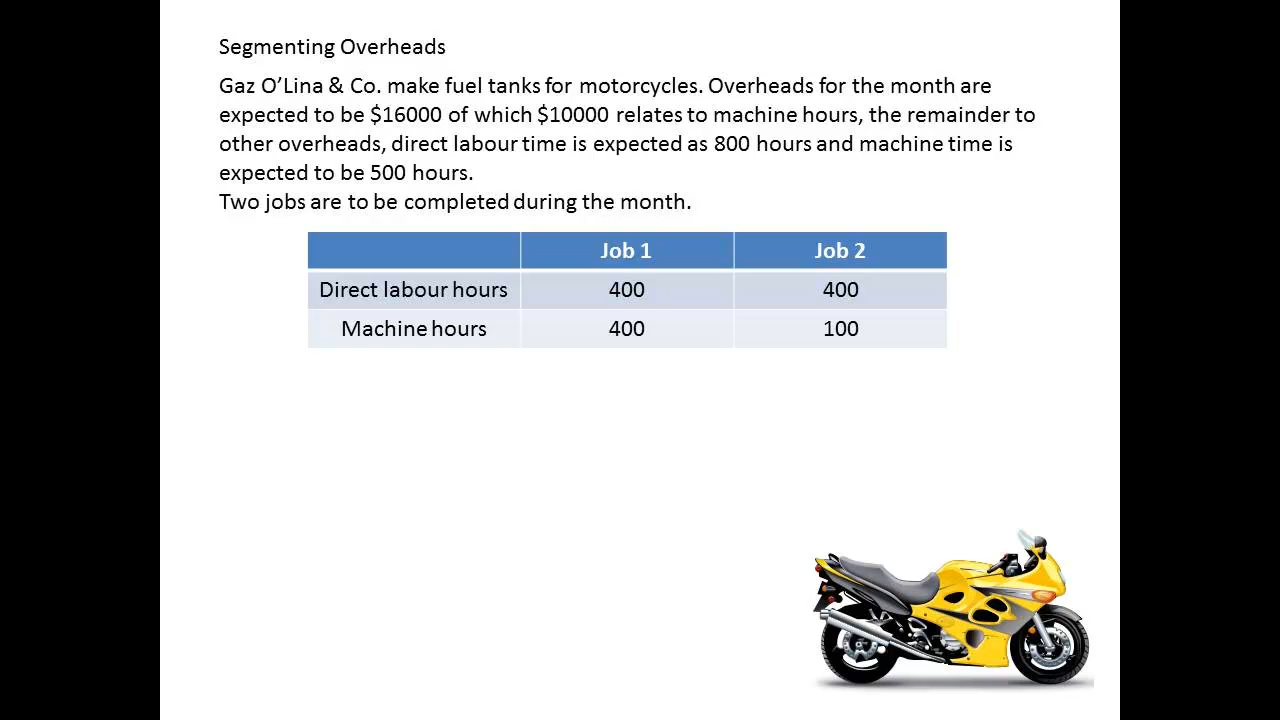 Segmenting Overheads
Gaz O’Lina & Co. make fuel tanks for motorcycles. Overheads for the month are
expected to be $16000 of which $10000 relates to machine hours, the remainder to
other overheads, direct labour time is expected as 800 hours and machine time is
expected to be 500 hours.
Two jobs are to be completed during the month.
Job 1 Job 2
Direct labour hours 400 400
Machine hours 400 100